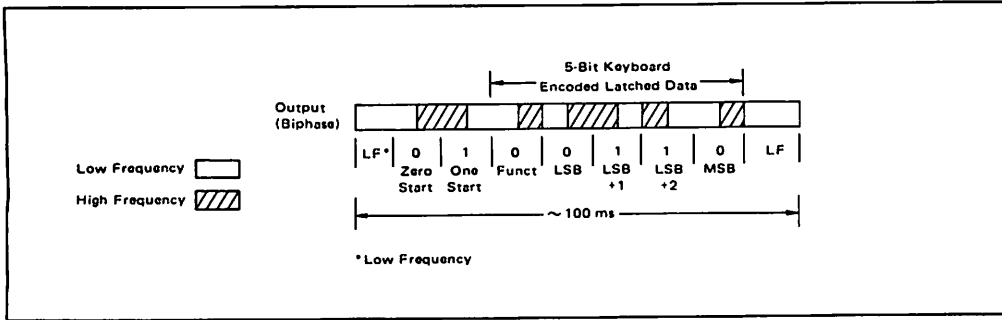 5-Bit Keyboard
Encoded Latched Data
Output
(Biphase)
LF* 0 1 0 0 1 1 0 LF
Zero One Funct LSB LSB LSB MSB
Start Start +1 +2
Low Frequency
High Frequency
~ 100 ms
* Low Frequency